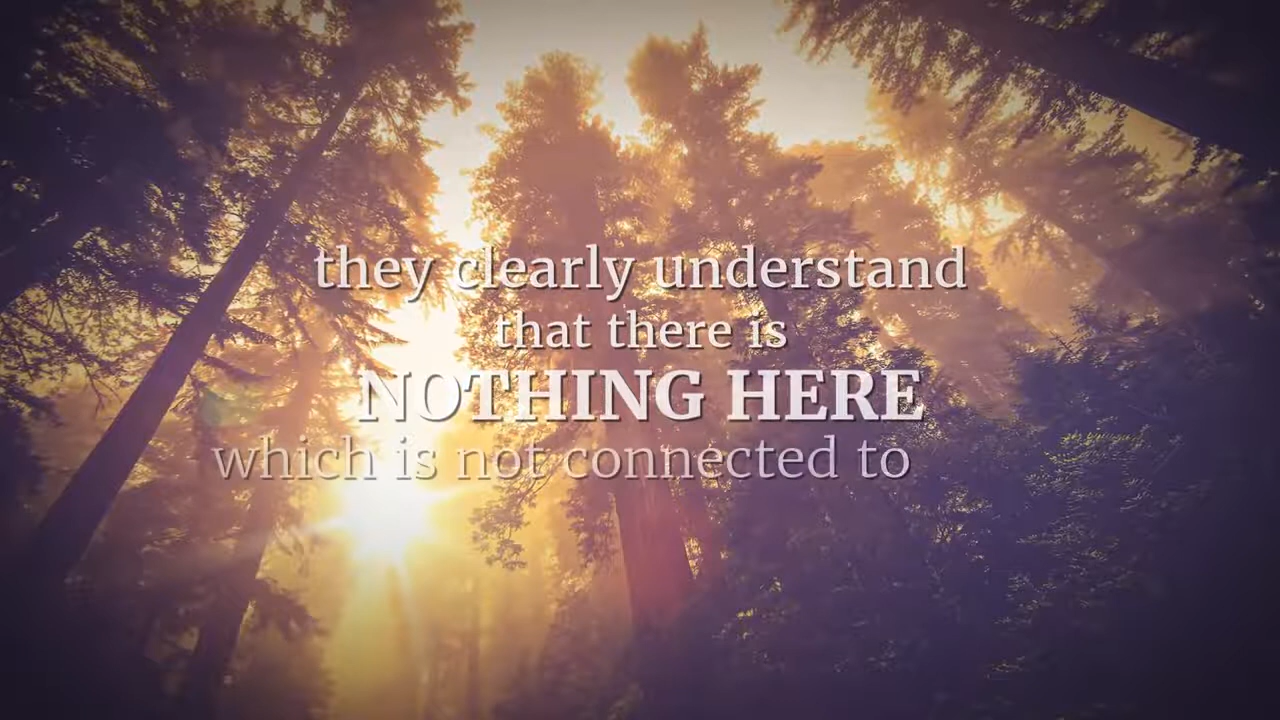 they clearly understand
that there is
NOTHING HERE
which is not connected to